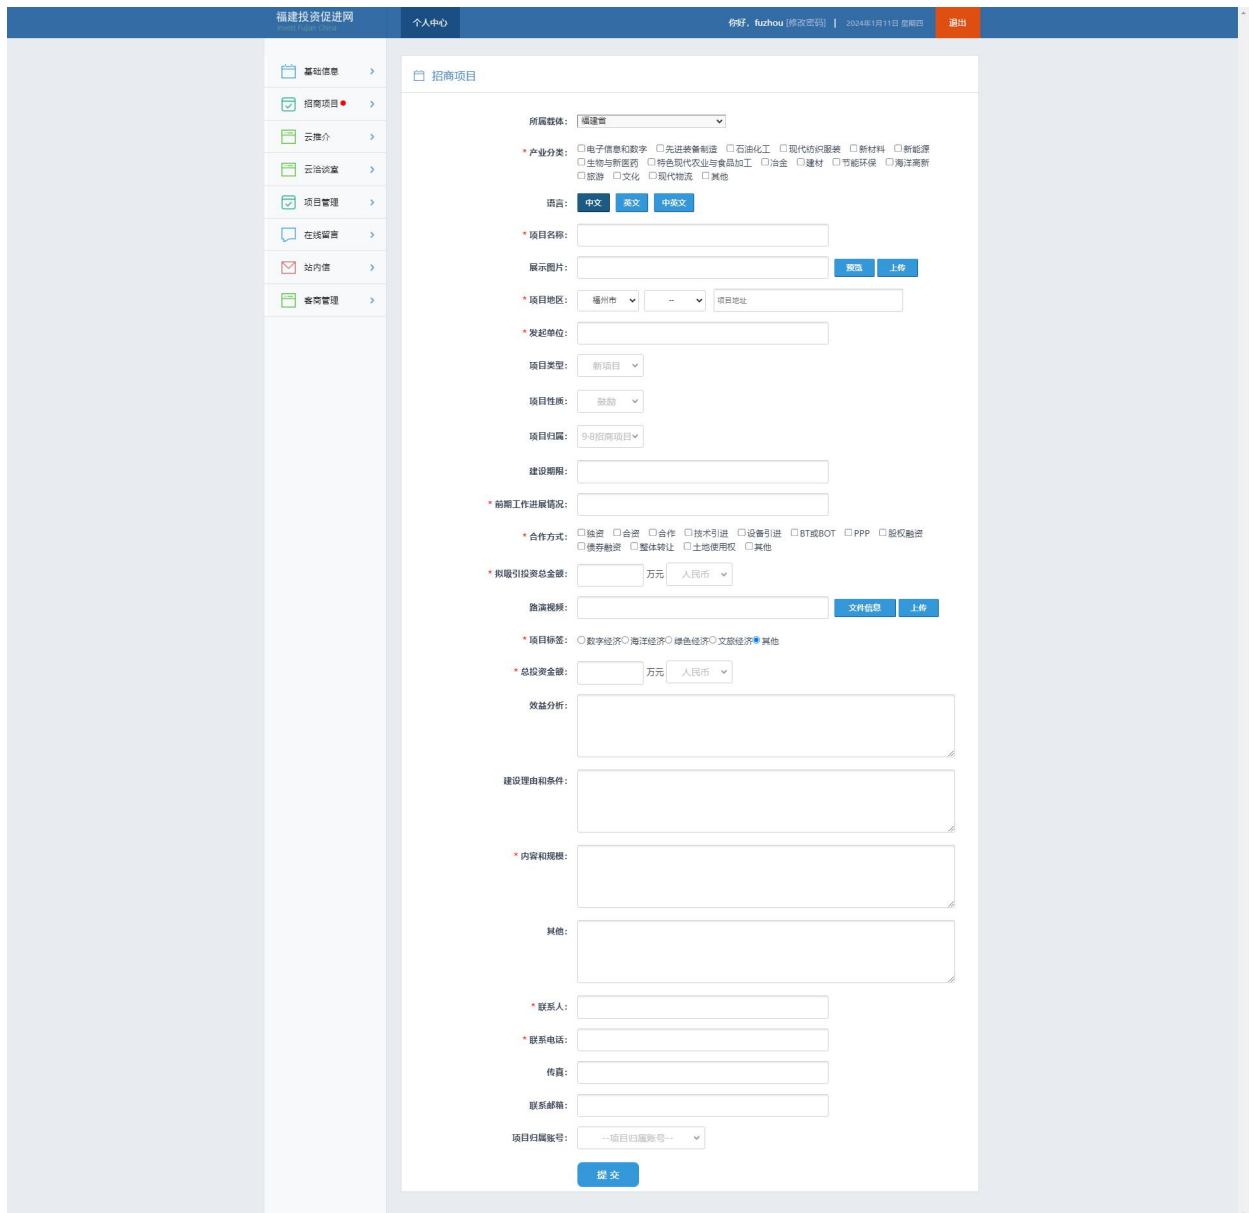 福建投资促进网
Invest Fujian China
个人中心
你好，fuzhou [修改密码] | 2024年1月11日 星期四
退出
基础信息
招商项目
云推介
云洽谈室
项目管理
在线留言
站内信
客商管理
招商项目
所属载体： 福建省
* 产业分类： 电子信息和数字 先进装备制造 石油化工 现代纺织服装 新材料 新能源
生物与新医药 特色现代农业与食品加工 冶金 建材 节能环保 海洋高新
旅游 文化 现代物流 其他
语言： 中文 英文 中英文
* 项目名称：
展示图片： 预览 上传
* 项目地区： 福州市 -- 项目地址
* 发起单位：
项目类型： 新项目
项目性质： 鼓励
项目归属： 9·8招商项目
建设期限：
* 前期工作进展情况：
* 合作方式： 独资 合资 合作 技术引进 设备引进 BT或BOT PPP 股权融资
债券融资 整体转让 土地使用权 其他
* 拟吸引投资总金额： 万元 人民币
路演视频： 文件信息 上传
* 项目标签： 数字经济 海洋经济 绿色经济 文旅经济 其他
* 总投资金额： 万元 人民币
效益分析：
建设理由和条件：
* 内容和规模：
其他：
* 联系人：
* 联系电话：
传真：
联系邮箱：
项目归属账号： --项目归属账号--
提 交